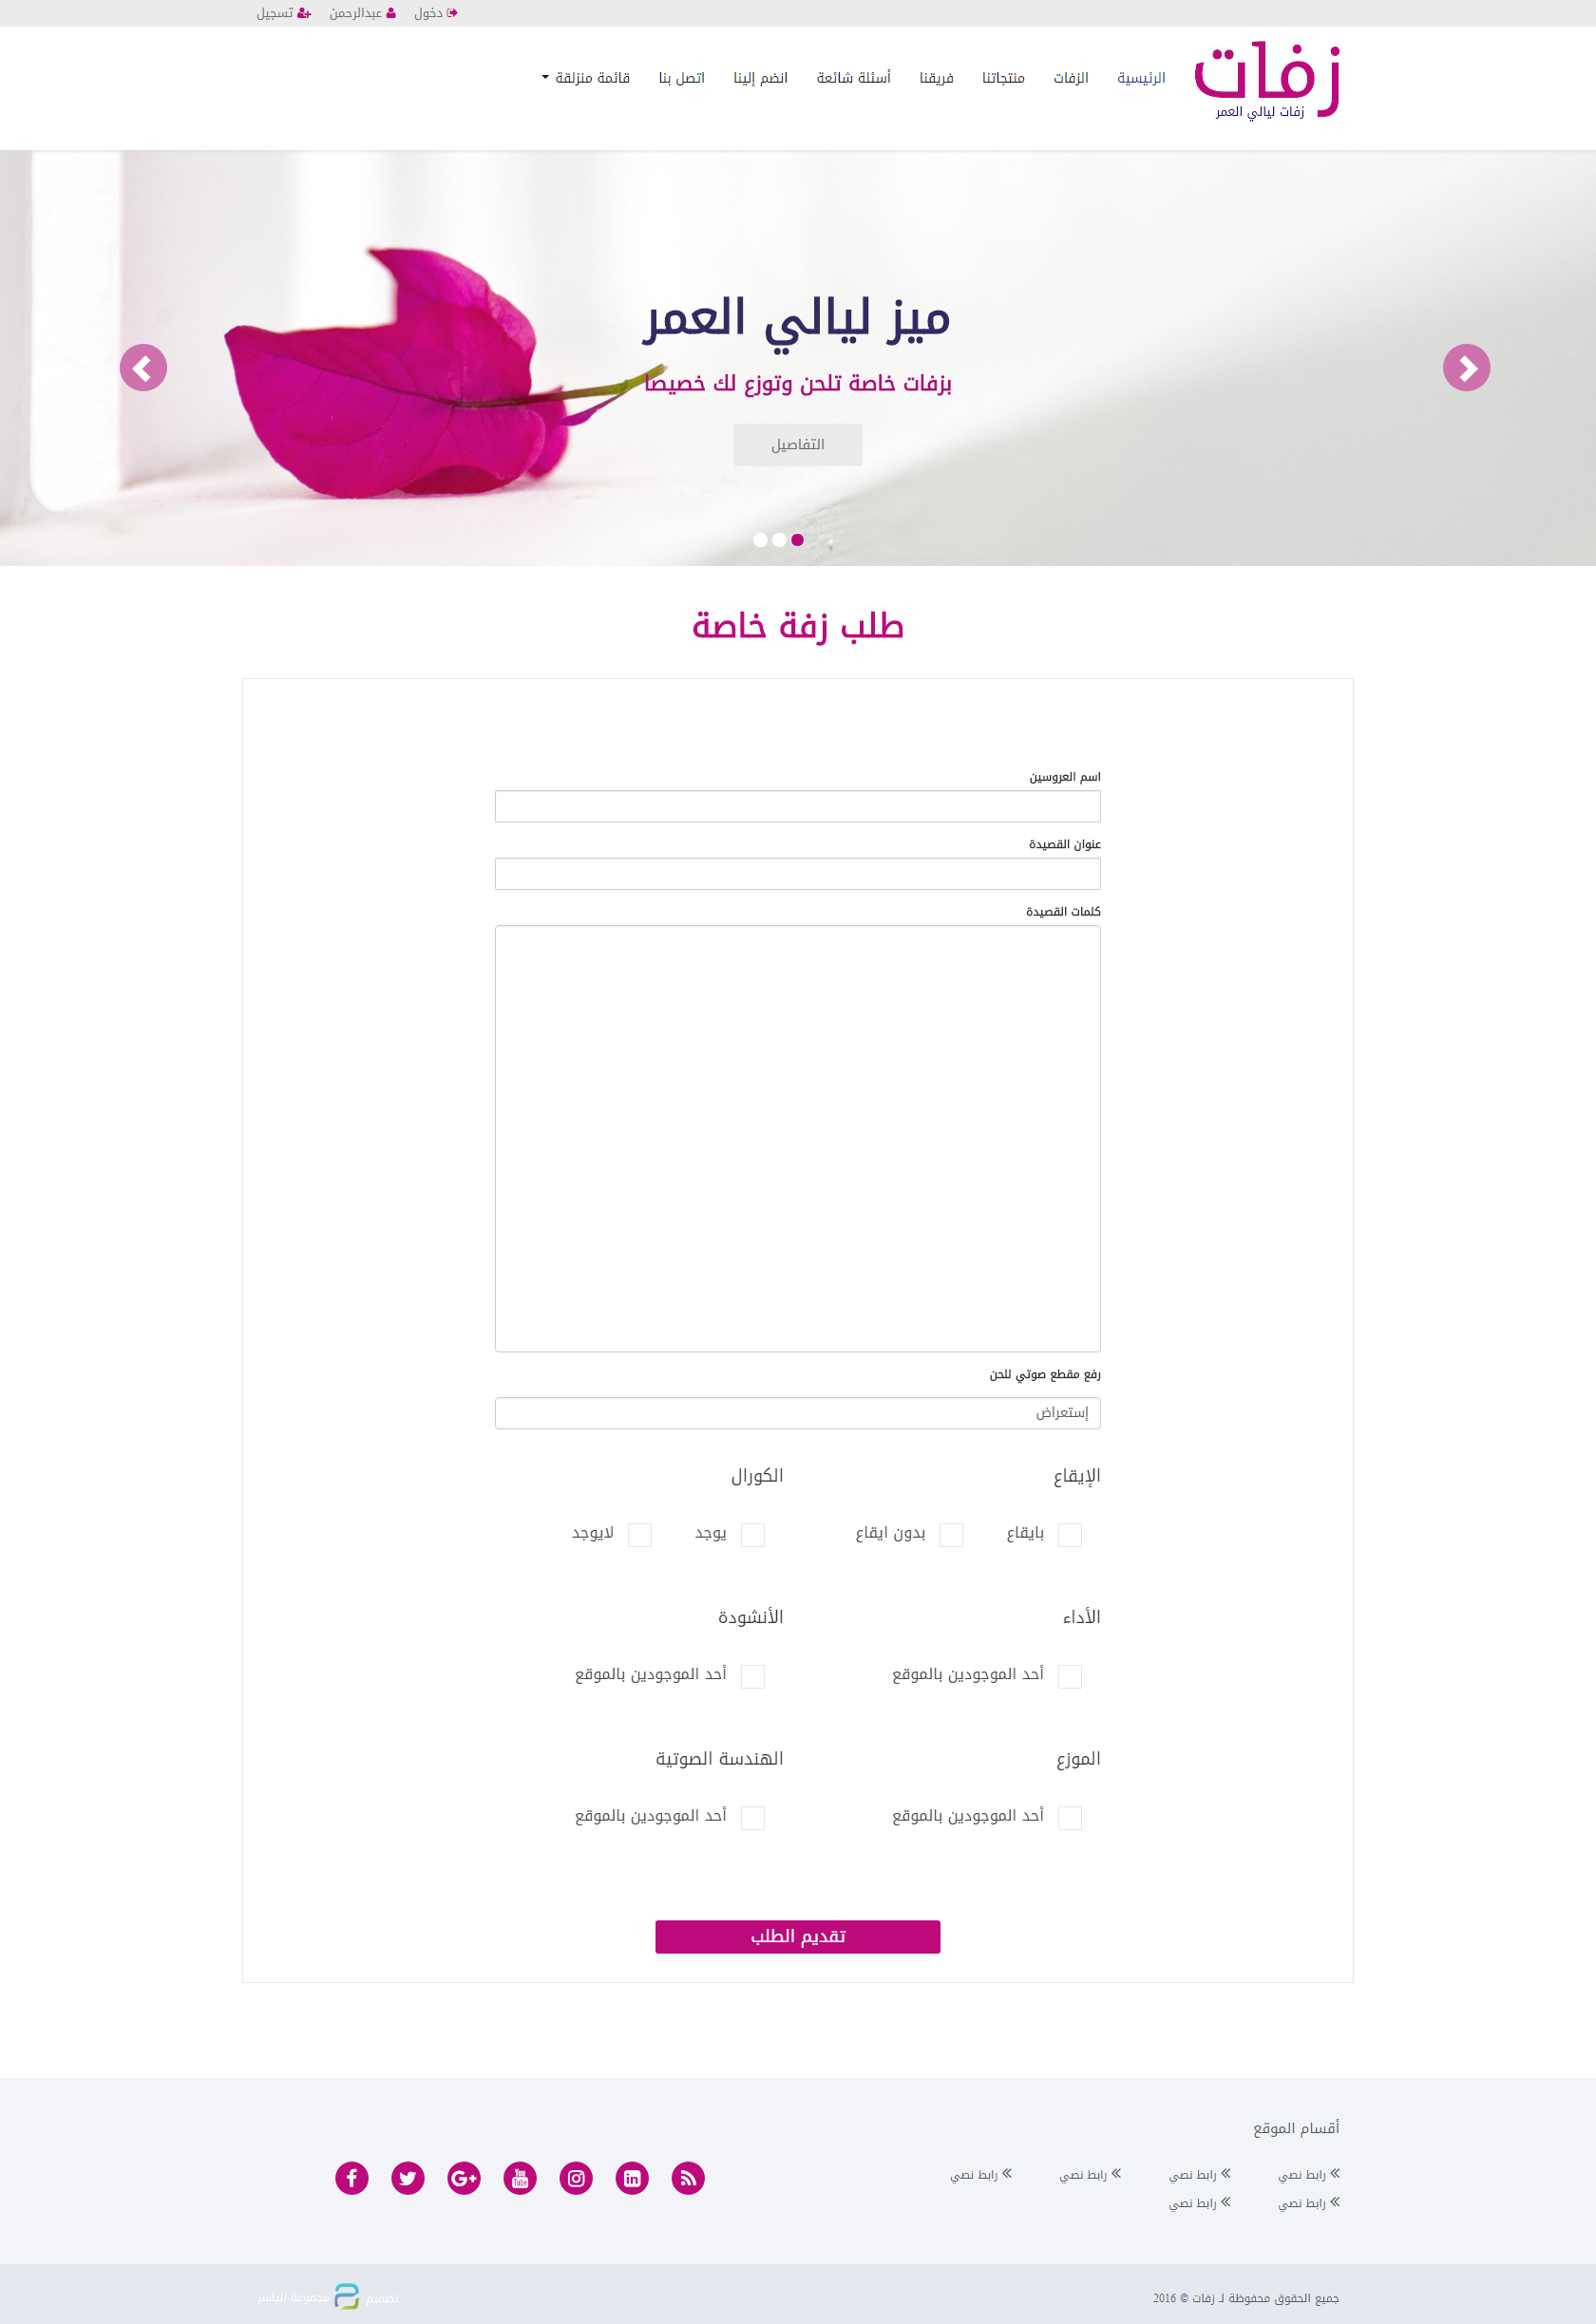 دخول
عبدالرحمن
تسجيل
زفات
زفات ليالي العمر
الرئيسية
الزفات
منتجاتنا
فريقنا
أسئلة شائعة
انضم إلينا
اتصل بنا
قائمة منزلقة
ميز ليالي العمر
بزفات خاصة تلحن وتوزع لك خصيصا
التفاصيل
طلب زفة خاصة
اسم العروسين
عنوان القصيدة
كلمات القصيدة
رفع مقطع صوتي للحن
إستعراض
الإيقاع
الكورال
بايقاع
بدون ايقاع
يوجد
لايوجد
الأداء
الأنشودة
أحد الموجودين بالموقع
أحد الموجودين بالموقع
الموزع
الهندسة الصوتية
أحد الموجودين بالموقع
أحد الموجودين بالموقع
تقديم الطلب
أقسام الموقع
رابط نصي
رابط نصي
رابط نصي
رابط نصي
رابط نصي
رابط نصي
You Tube
جميع الحقوق محفوظة لـ زفات © 2016
تصميم
مجموعة الياسر